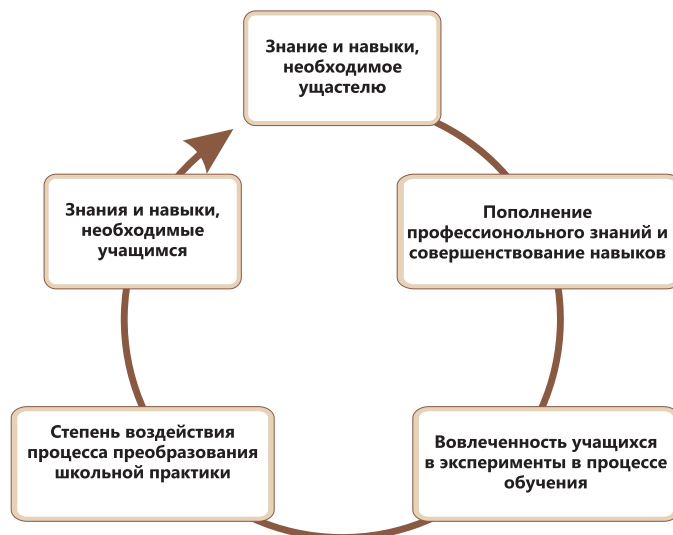 Знание и навыки,
необходимое
ущастелю
Пополнение
профессионольного знаний и
совершенствование навыков
Вовлеченность учащихся
в эксперименты в процессе
обучения
Степень воздействия
процесса преобразования
школьной практики
Знания и навыки,
необходимые
учащимся